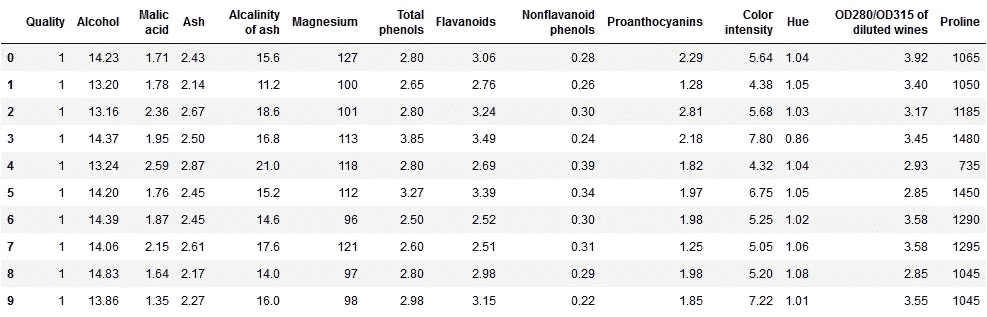 Quality Alcohol Malic acid Ash Alcalinity of ash Magnesium Total phenols Flavanoids Nonflavanoid phenols Proanthocyanins Color intensity Hue OD280/OD315 of diluted wines Proline
0 1 14.23 1.71 2.43 15.6 127 2.80 3.06 0.28 2.29 5.64 1.04 3.92 1065
1 1 13.20 1.78 2.14 11.2 100 2.65 2.76 0.26 1.28 4.38 1.05 3.40 1050
2 1 13.16 2.36 2.67 18.6 101 2.80 3.24 0.30 2.81 5.68 1.03 3.17 1185
3 1 14.37 1.95 2.50 16.8 113 3.85 3.49 0.24 2.18 7.80 0.86 3.45 1480
4 1 13.24 2.59 2.87 21.0 118 2.80 2.69 0.39 1.82 4.32 1.04 2.93 735
5 1 14.20 1.76 2.45 15.2 112 3.27 3.39 0.34 1.97 6.75 1.05 2.85 1450
6 1 14.39 1.87 2.45 14.6 96 2.50 2.52 0.30 1.98 5.25 1.02 3.58 1290
7 1 14.06 2.15 2.61 17.6 121 2.60 2.51 0.31 1.25 5.05 1.06 3.58 1295
8 1 14.83 1.64 2.17 14.0 97 2.80 2.98 0.29 1.98 5.20 1.08 2.85 1045
9 1 13.86 1.35 2.27 16.0 98 2.98 3.15 0.22 1.85 7.22 1.01 3.55 1045